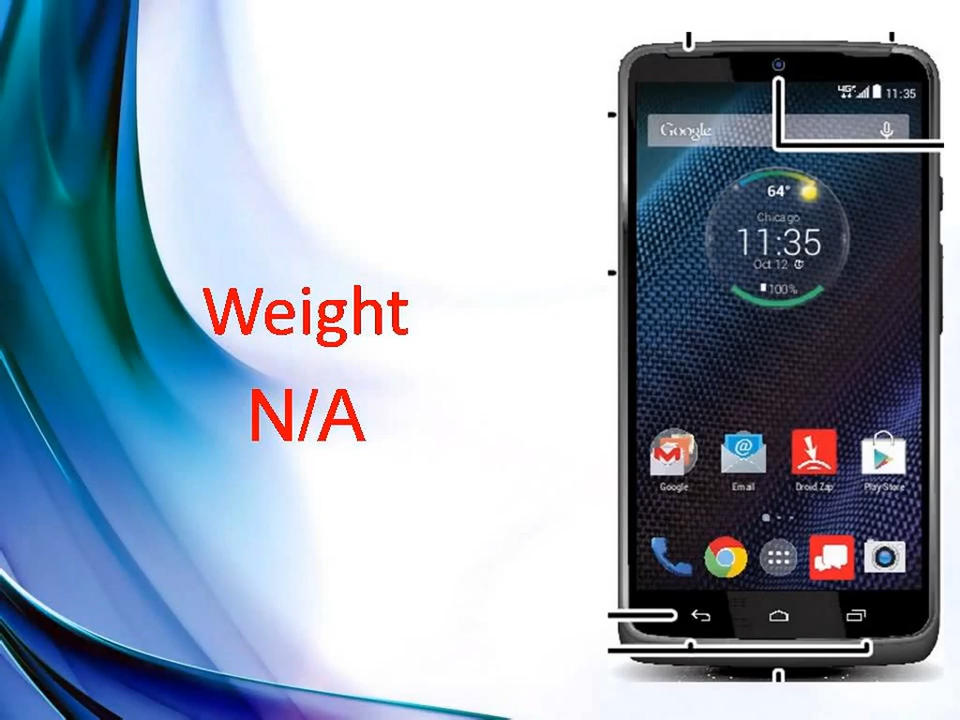 Weight
N/A
4G
11:35
Google
64°
Chicago
11:35
Oct 12
100%
Google
Email
Droid Zap
Play Store